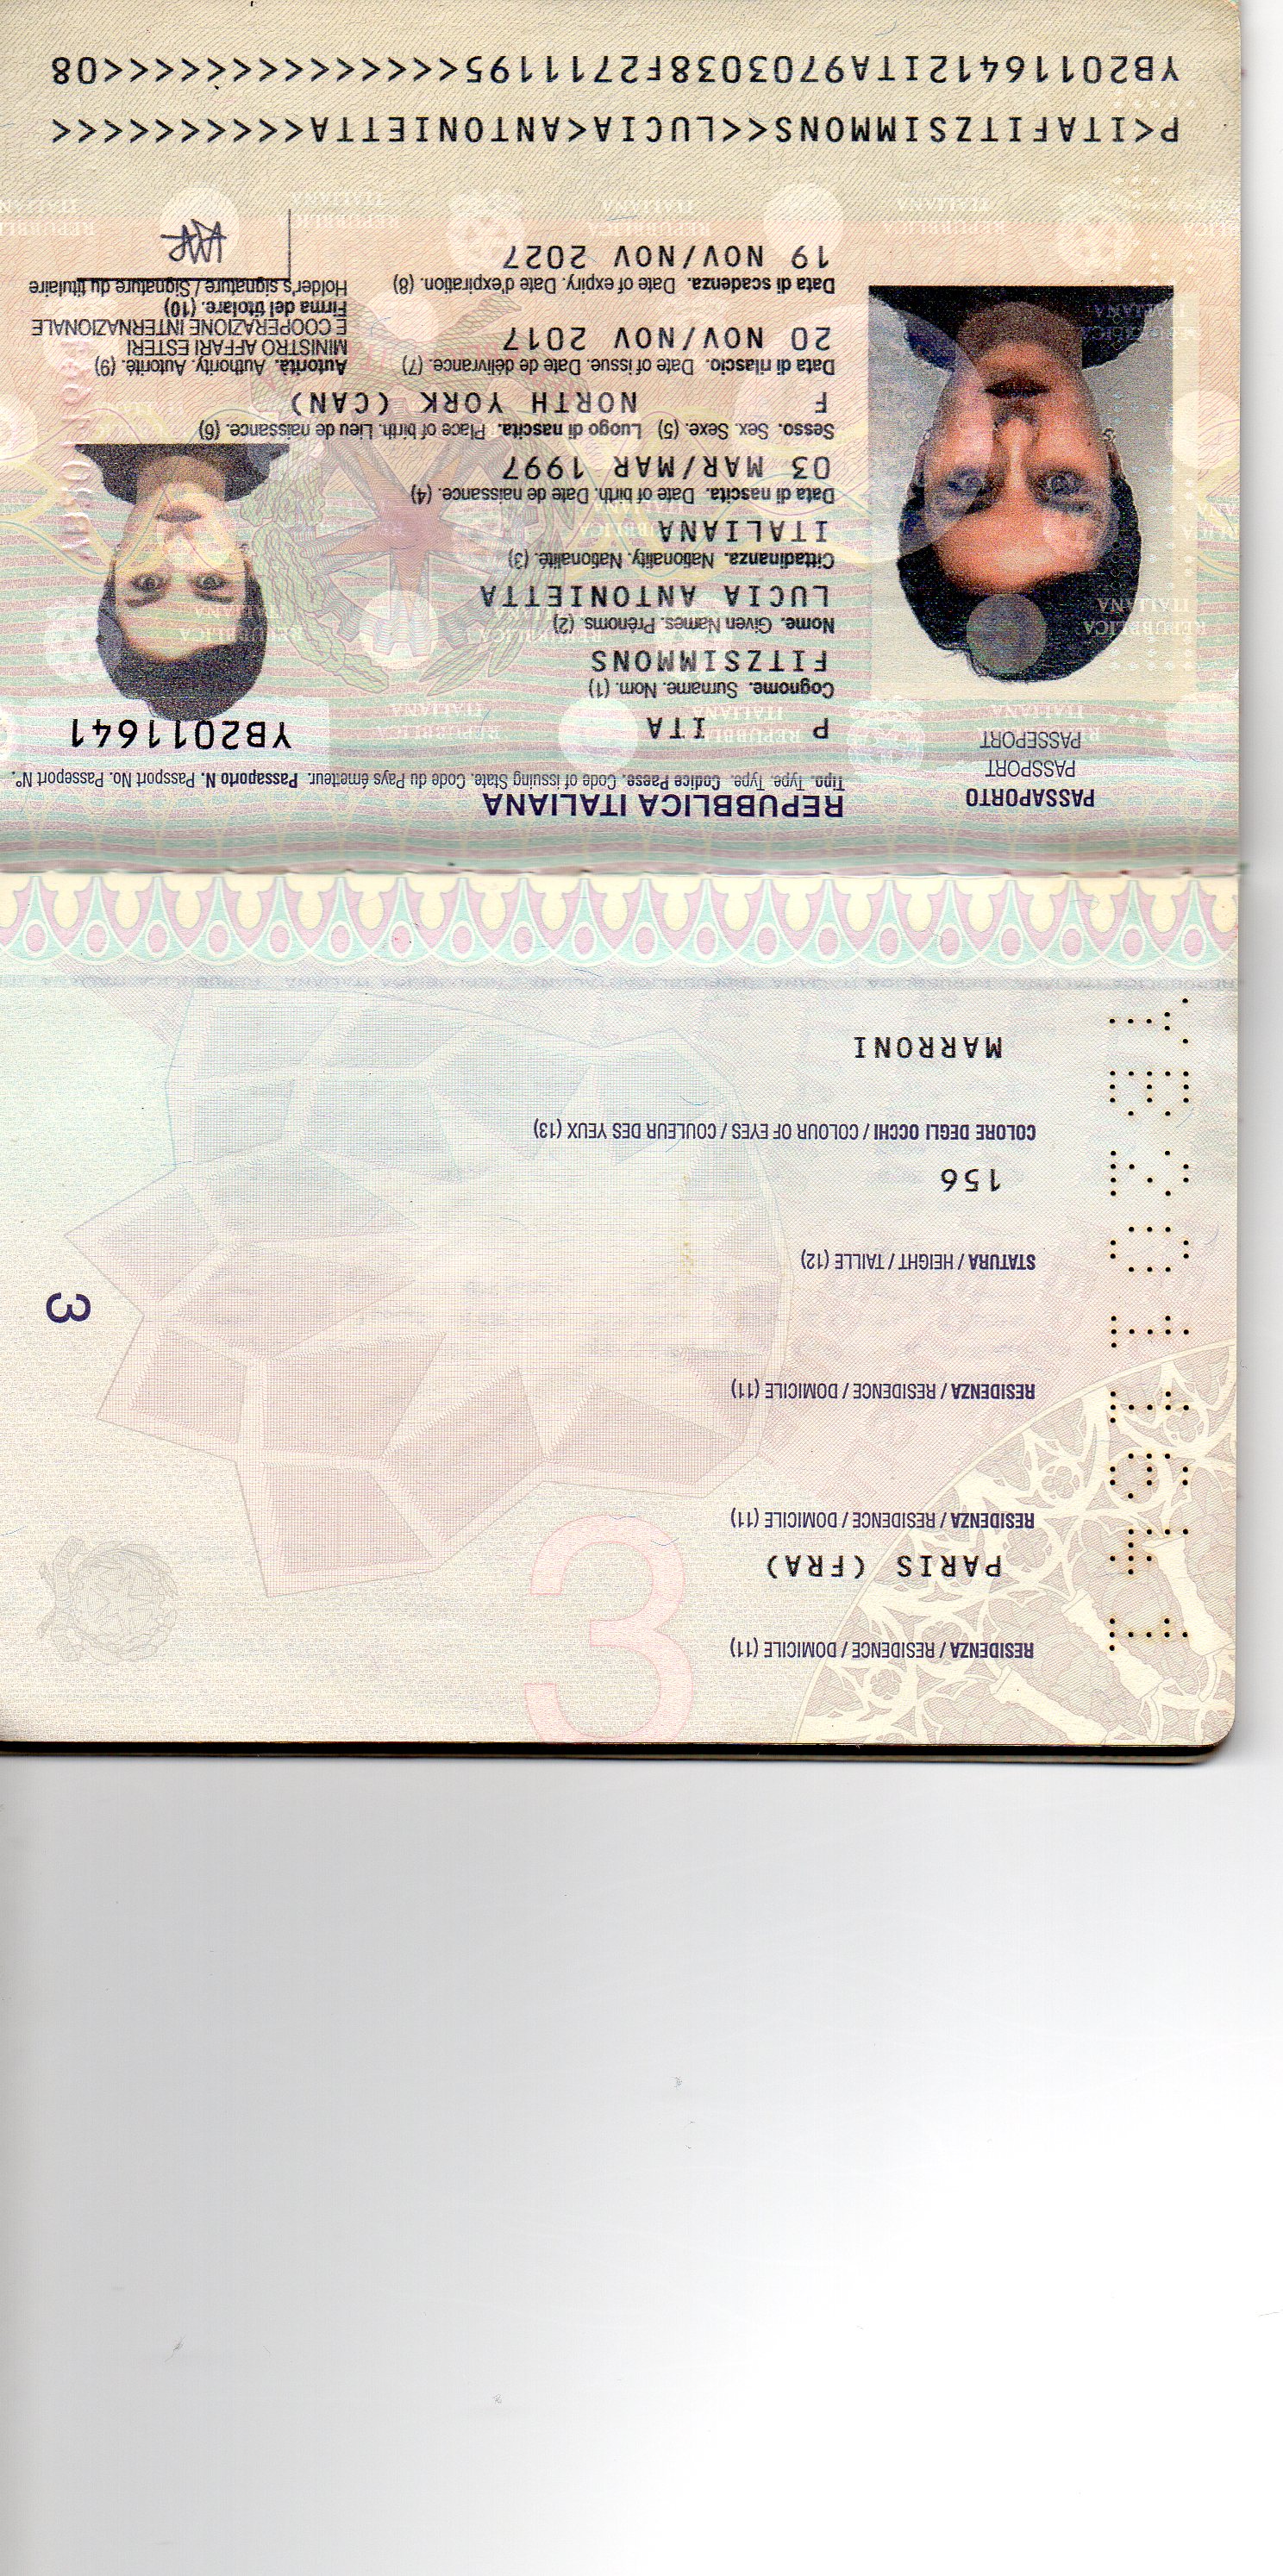 3
RESIDENZA / RESIDENCE / DOMICILE (11)
PARIS (FRA)
RESIDENZA / RESIDENCE / DOMICILE (11)
RESIDENZA / RESIDENCE / DOMICILE (11)
STATURA / HEIGHT / TAILLE (12)
156
COLORE DEGLI OCCHI / COLOUR OF EYES / COULEUR DES YEUX (13)
MARRONI
3
YB2011641
PASSAPORTO
PASSPORT
PASSEPORT
REPUBBLICA ITALIANA
Tipo. Type. Type. Codice Paese. Code of issuing State. Code du Pays émetteur. Passaporto N. Passport No. Passeport N°.
P ITA YB2011641
Cognome. Surname. Nom. (1)
FITZSIMMONS
Nome. Given Names. Prénoms. (2)
LUCIA ANTONIETTA
Cittadinanza. Nationality. Nationalité. (3)
ITALIANA
Data di nascita. Date of birth. Date de naissance. (4)
03 MAR/MAR 1997
Sesso. Sex. Sexe. (5) Luogo di nascita. Place of birth. Lieu de naissance. (6)
F NORTH YORK (CAN)
Data di rilascio. Date of issue. Date de délivrance. (7)
20 NOV/NOV 2017
Data di scadenza. Date of expiry. Date d'expiration. (8)
19 NOV/NOV 2027
Autorità. Authority. Autorité. (9)
MINISTRO AFFARI ESTERI
E COOPERAZIONE INTERNAZIONALE
Firma del titolare. (10)
Holder's signature / Signature du titulaire
P<ITAFITZSIMMONS<<LUCIA<ANTONIETTA<<<<<<<<<<
YB20116412ITA9703038F2711195<<<<<<<<<<<<<<08